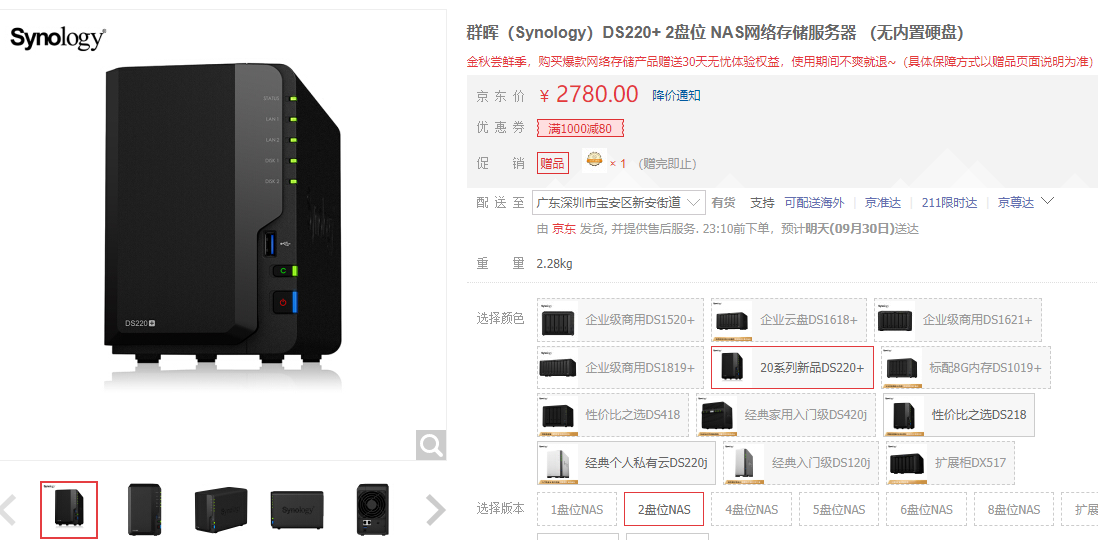 Synology
STATUS
LAN 1
LAN 2
DISK 1
DISK 2
C
DS220+
群晖（Synology）DS220+ 2盘位 NAS网络存储服务器 （无内置硬盘）
金秋尝鲜季，购买爆款网络存储产品赠送30天无忧体验权益，使用期间不爽就退~（具体保障方式以赠品页面说明为准）
京东价 ￥2780.00 降价通知
优惠券 满1000减80
促销 赠品 × 1 （赠完即止）
配送至 广东深圳市宝安区新安街道 有货 支持 可配送海外 京准达 211限时达 京尊达
由 京东 发货, 并提供售后服务. 23:10前下单，预计明天(09月30日)送达
重量 2.28kg
选择颜色 企业级商用DS1520+ 企业云盘DS1618+ 企业级商用DS1621+
企业级商用DS1819+ 20系列新品DS220+ 标配8G内存DS1019+
性价比之选DS418 经典家用入门级DS420j 性价比之选DS218
经典个人私有云DS220j 经典入门级DS120j 扩展柜DX517
选择版本 1盘位NAS 2盘位NAS 4盘位NAS 5盘位NAS 6盘位NAS 8盘位NAS 扩展
Synology